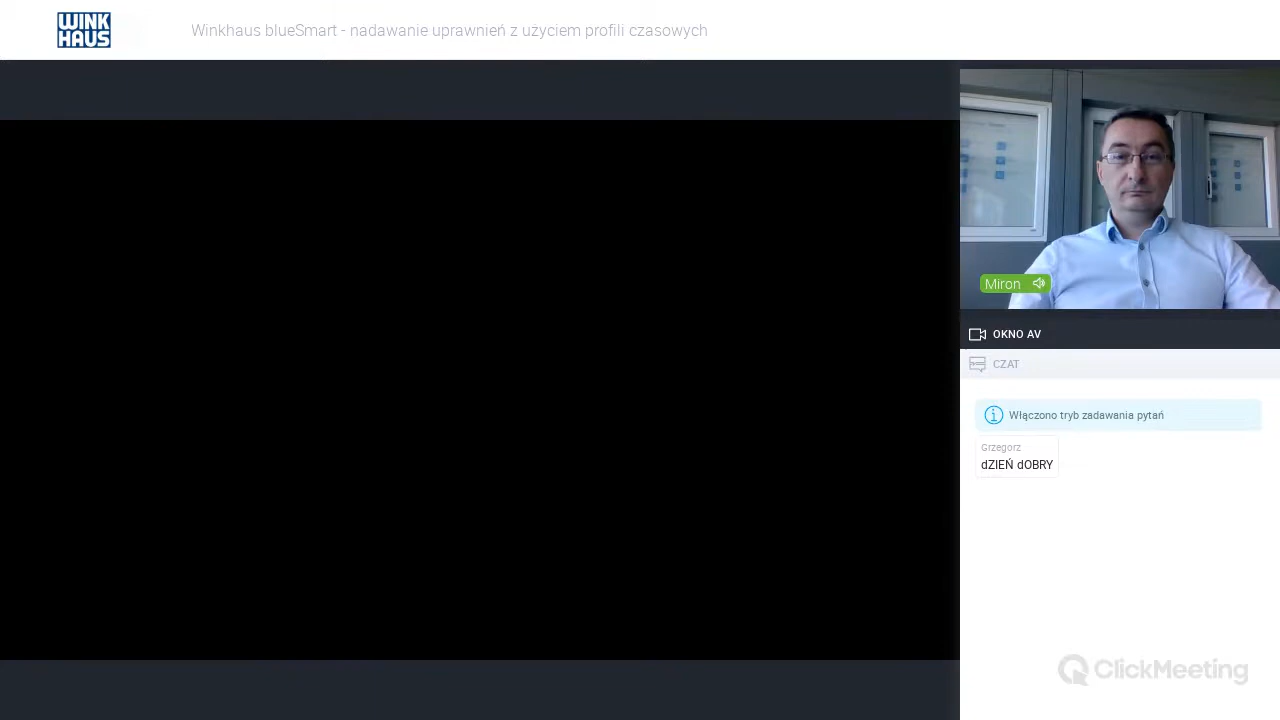 WINK
HAUS
Winkhaus blueSmart - nadawanie uprawnień z użyciem profili czasowych
Miron
OKNO AV
CZAT
Włączono tryb zadawania pytań
Grzegorz
dZIEŃ dOBRY
ClickMeeting